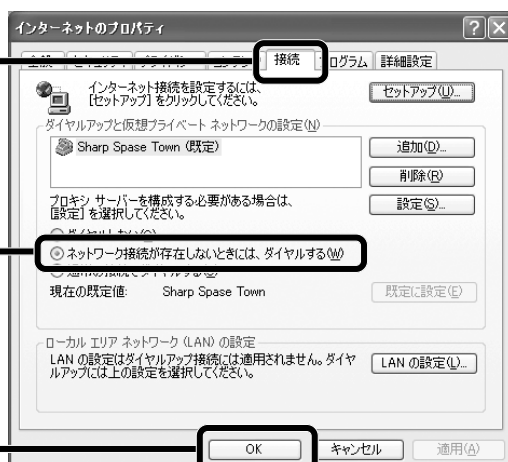 インターネットのプロパティ
接続
プログラム
詳細設定
インターネット接続を設定するには、
[セットアップ] をクリックしてください。
セットアップ(U)...
ダイヤルアップと仮想プライベート ネットワークの設定(N)
Sharp Spase Town (既定)
追加(D)...
削除(R)
プロキシ サーバーを構成する必要がある場合は、
[設定] を選択してください。
設定(S)...
ネットワーク接続が存在しないときには、ダイヤルする(W)
現在の既定値: Sharp Spase Town
既定に設定(E)
ローカル エリア ネットワーク (LAN) の設定
LAN の設定はダイヤルアップ接続には適用されません。ダイヤ
ルアップには上の設定を選択してください。
LAN の設定(L)...
OK
キャンセル
適用(A)